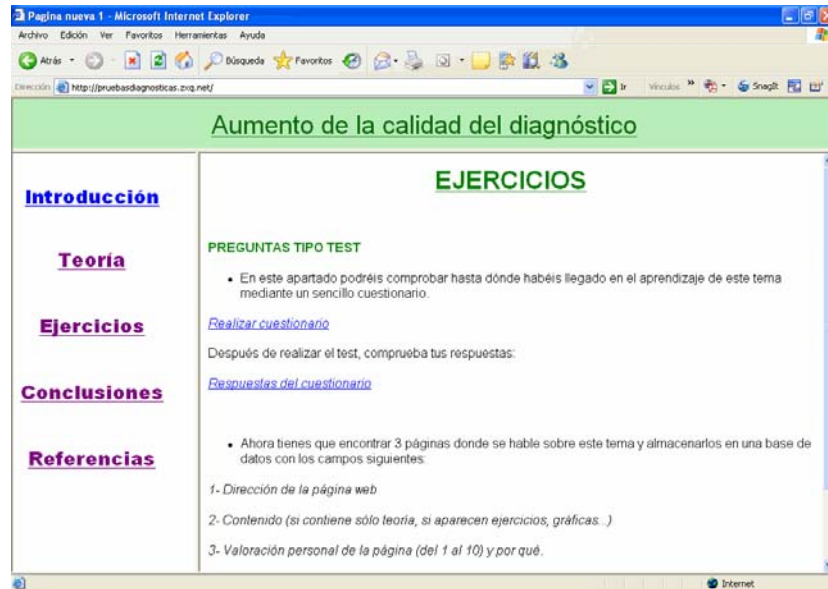 Pagina nueva 1 - Microsoft Internet Explorer
Archivo Edición Ver Favoritos Herramientas Ayuda
Atrás Búsqueda Favoritos
Dirección http://pruebasdiagnosticas.zxq.net/ Ir Vínculos » SnagIt
Aumento de la calidad del diagnóstico
Introducción
Teoría
Ejercicios
Conclusiones
Referencias
EJERCICIOS
PREGUNTAS TIPO TEST
• En este apartado podréis comprobar hasta dónde habéis llegado en el aprendizaje de este tema
mediante un sencillo cuestionario.
Realizar cuestionario
Después de realizar el test, comprueba tus respuestas:
Respuestas del cuestionario
• Ahora tienes que encontrar 3 páginas donde se hable sobre este tema y almacenarlos en una base de
datos con los campos siguientes:
1- Dirección de la página web
2- Contenido (si contiene sólo teoría, si aparecen ejercicios, gráficas...)
3- Valoración personal de la página (del 1 al 10) y por qué.
Internet